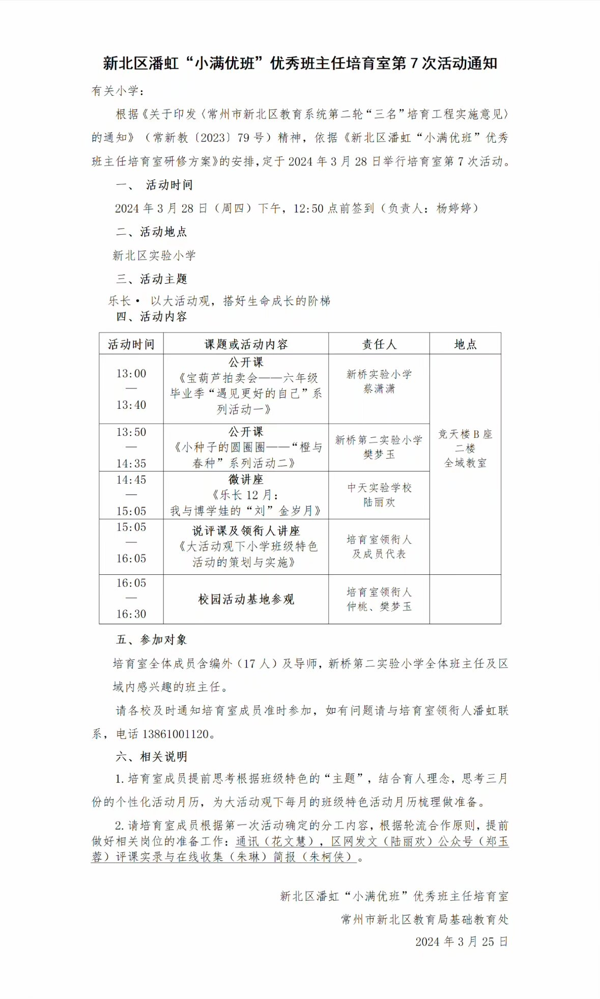 新北区潘虹“小满优班”优秀班主任培育室第7次活动通知
有关小学：
根据《关于印发〈常州市新北区教育系统第二轮“三名”培育工程实施意见〉
的通知》（常新教〔2023〕79号）精神，依据《新北区潘虹“小满优班”优秀
班主任培育室研修方案》的安排，定于2024年3月28日举行培育室第7次活动。
一、 活动时间
2024年3月28日（周四）下午，12:50点前签到（负责人：杨婷婷）
二、活动地点
新北区实验小学
三、活动主题
乐长· 以大活动观，搭好生命成长的阶梯
四、活动内容
活动时间 课题或活动内容 责任人 地点
13:00
—
13:40
公开课
《宝葫芦拍卖会——六年级
毕业季“遇见更好的自己”系
列活动一》
新桥实验小学
蔡潇潇
竞天楼B座
二楼
全域教室
13:50
—
14:35
公开课
《小种子的圆圈圈——“橙与
春种”系列活动二》
新桥第二实验小学
樊梦玉
14:45
—
15:05
微讲座
《乐长12月：
我与博学娃的“刘”金岁月》
中天实验学校
陆丽欢
15:05
—
16:05
说评课及领衔人讲座
《大活动观下小学班级特色
活动的策划与实施》
培育室领衔人
及成员代表
16:05
—
16:30
校园活动基地参观
培育室领衔人
仲桃、樊梦玉
五、参加对象
培育室全体成员含编外（17人）及导师，新桥第二实验小学全体班主任及区
域内感兴趣的班主任。
请各校及时通知培育室成员准时参加，如有问题请与培育室领衔人潘虹联
系，电话13861001120。
六、相关说明
1.培育室成员提前思考根据班级特色的“主题”，结合育人理念，思考三月
份的个性化活动月历，为大活动观下每月的班级特色活动月历梳理做准备。
2.请培育室成员根据第一次活动确定的分工内容，根据轮流合作原则，提前
做好相关岗位的准备工作：通讯（花文慧），区网发文（陆丽欢）公众号（郑玉
蓉）评课实录与在线收集（朱琳）简报（朱柯侠）。
新北区潘虹“小满优班”优秀班主任培育室
常州市新北区教育局基础教育处
2024年3月25日